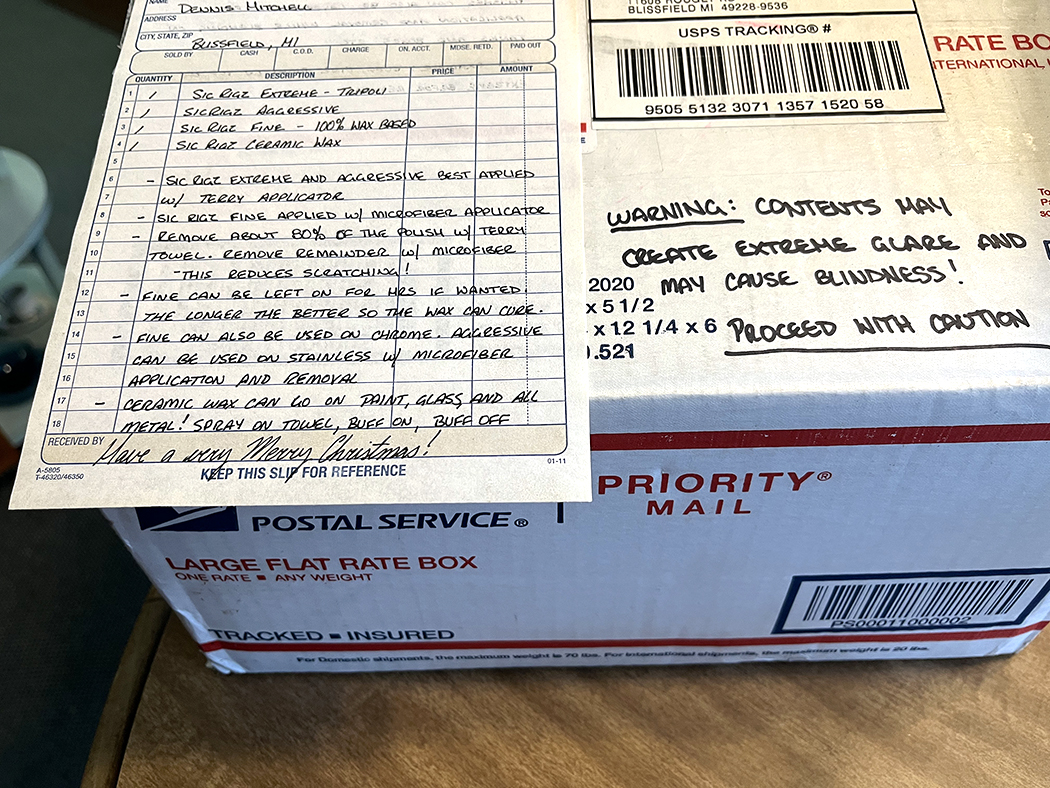 NAME DENNIS MITCHELL
ADDRESS
CITY, STATE, ZIP BLISSFIELD, MI
SOLD BY CASH C.O.D. CHARGE ON. ACCT. MDSE. RETD. PAID OUT
QUANTITY DESCRIPTION PRICE AMOUNT
1 1 SIC RIGZ EXTREME - TRIPOLI
2 1 SIC RIGZ AGGRESSIVE
3 1 SIC RIGZ FINE - 100% WAX BASED
4 1 SIC RIGZ CERAMIC WAX
5
6 - SIC RIGZ EXTREME AND AGGRESSIVE BEST APPLIED
7 W/ TERRY APPLICATOR
8 - SIC RIGZ FINE APPLIED W/ MICROFIBER APPLICATOR
9 - REMOVE ABOUT 80% OF THE POLISH W/ TERRY
10 TOWEL. REMOVE REMAINDER W/ MICROFIBER
11 - THIS REDUCES SCRATCHING!
12 - FINE CAN BE LEFT ON FOR HRS IF WANTED.
13 THE LONGER THE BETTER SO THE WAX CAN CURE.
14 - FINE CAN ALSO BE USED ON CHROME. AGGRESSIVE
15 CAN BE USED ON STAINLESS W/ MICROFIBER
16 APPLICATION AND REMOVAL
17 - CERAMIC WAX CAN GO ON PAINT, GLASS, AND ALL
18 METAL! SPRAY ON TOWEL, BUFF ON, BUFF OFF
RECEIVED BY Have a very Merry Christmas!
A-5805
T-46320/46350
KEEP THIS SLIP FOR REFERENCE
01-11
BLISSFIELD MI 49228-9536
USPS TRACKING® #
9505 5132 3071 1357 1520 58
RATE BO
TERNATIONAL
WARNING: CONTENTS MAY
CREATE EXTREME GLARE AND
MAY CAUSE BLINDNESS!
PROCEED WITH CAUTION
2020
x 5 1/2
x 12 1/4 x 6
.521
PRIORITY®
MAIL
POSTAL SERVICE®
LARGE FLAT RATE BOX
ONE RATE ■ ANY WEIGHT
TRACKED ■ INSURED
PS00011000002
For Domestic shipments, the maximum weight is 70 lbs. For international shipments, the maximum weight is 20 lbs.